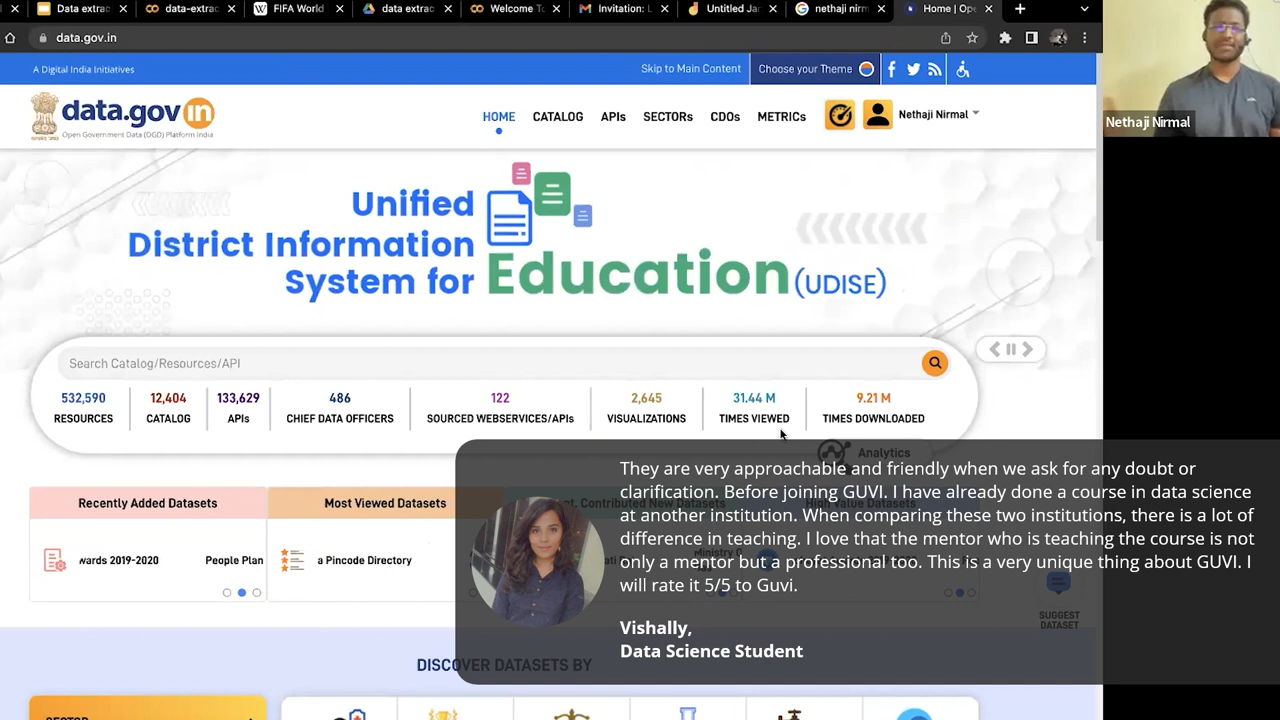 Data extrac
data-extrac
FIFA World
data extrac
Welcome To
Invitation: L
Untitled Jar
nethaji nirm
Home | Ope
data.gov.in
A Digital India Initiatives
Skip to Main Content
Choose your Theme
data.gov in
Open Government Data (OGD) Platform India
HOME
CATALOG
APIs
SECTORs
CDOs
METRICs
Nethaji Nirmal
Nethaji Nirmal
Unified
District Information
System for Education (UDISE)
Search Catalog/Resources/API
532,590
RESOURCES
12,404
CATALOG
133,629
APIs
486
CHIEF DATA OFFICERS
122
SOURCED WEBSERVICES/APIs
2,645
VISUALIZATIONS
31.44 M
TIMES VIEWED
9.21 M
TIMES DOWNLOADED
Analytics
Recently Added Datasets
Most Viewed Datasets
wards 2019-2020
People Plan
a Pincode Directory
They are very approachable and friendly when we ask for any doubt or
clarification. Before joining GUVI. I have already done a course in data science
at another institution. When comparing these two institutions, there is a lot of
difference in teaching. I love that the mentor who is teaching the course is not
only a mentor but a professional too. This is a very unique thing about GUVI. I
will rate it 5/5 to Guvi.
Vishally,
Data Science Student
SUGGEST
DATASET
DISCOVER DATASETS BY
SECTOR